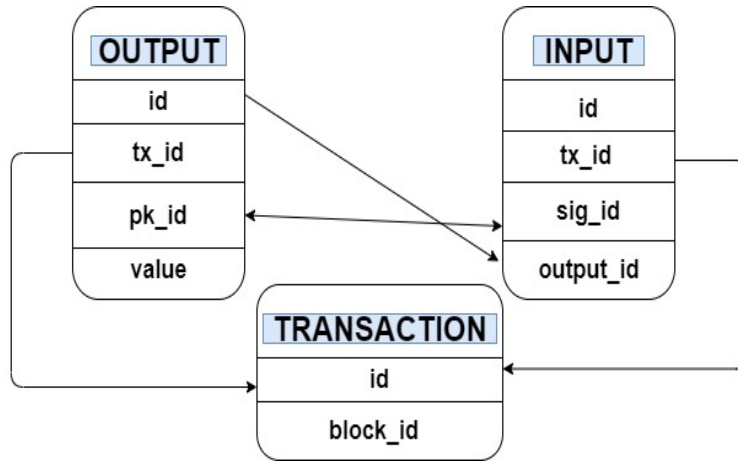 OUTPUT
id
tx_id
pk_id
value
INPUT
id
tx_id
sig_id
output_id
TRANSACTION
id
block_id